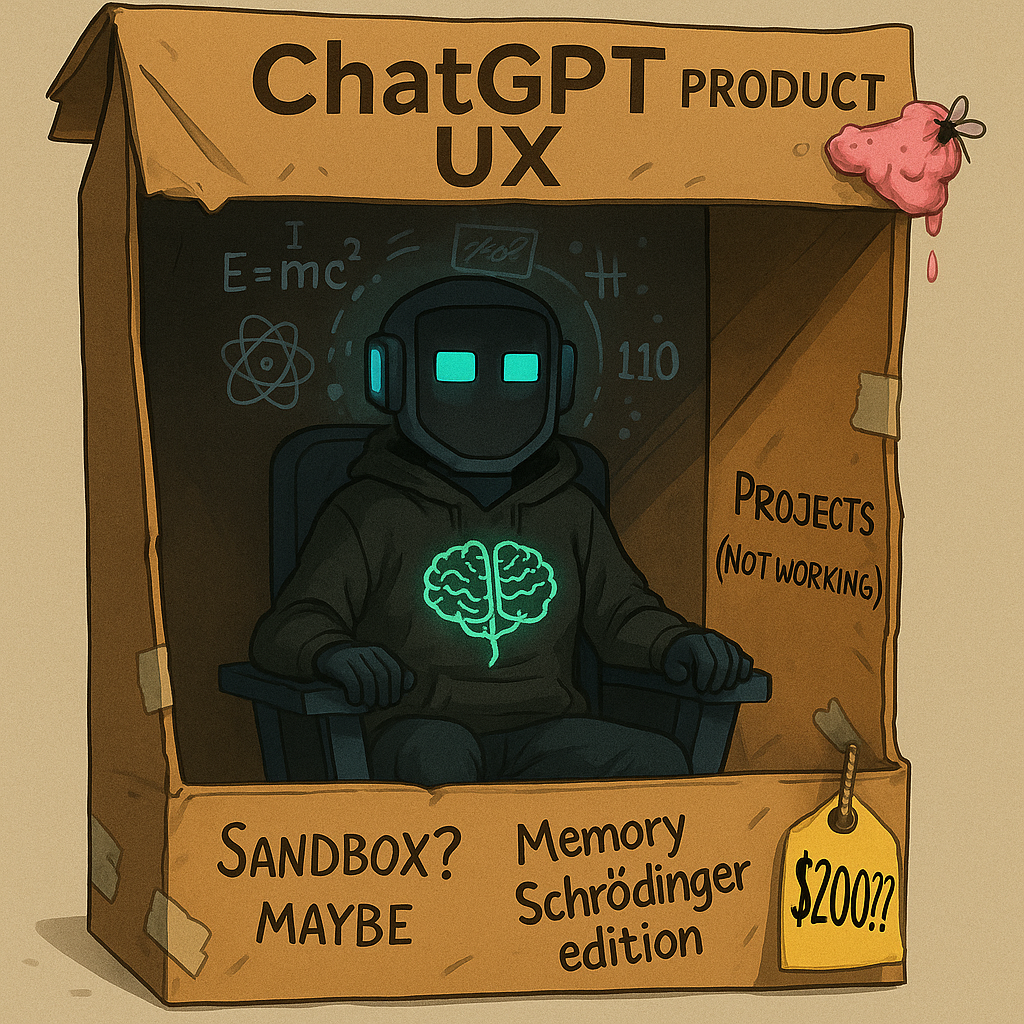 ChatGPT PRODUCT
UX
I
E=mc²
110
PROJECTS
(NOT WORKING)
SANDBOX?
MAYBE
Memory
Schrödinger
edition
$200??